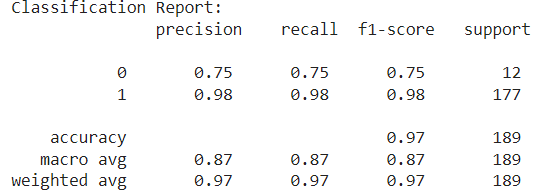 Classification Report:
precision recall f1-score support
0 0.75 0.75 0.75 12
1 0.98 0.98 0.98 177
accuracy 0.97 189
macro avg 0.87 0.87 0.87 189
weighted avg 0.97 0.97 0.97 189